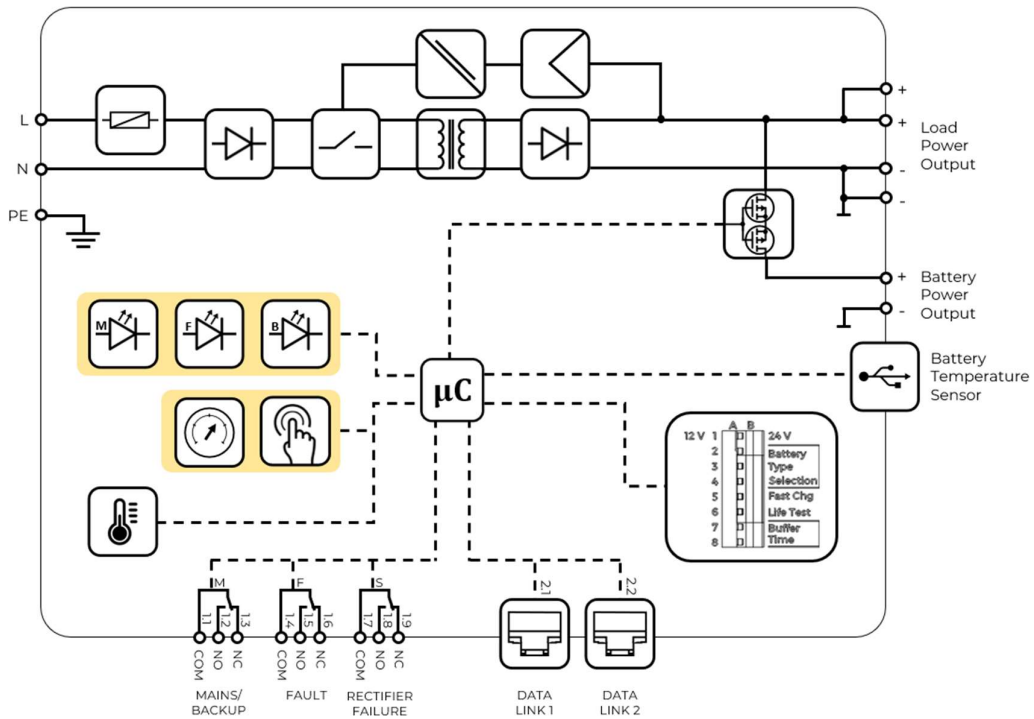 L
N
PE
+
+
-
-
Load
Power
Output
+
-
Battery
Power
Output
Battery
Temperature
Sensor
M
F
B
μC
A B
12 V 1 24 V
2 Battery
3 Type
4 Selection
5 Fast Chg
6 Life Test
7 Buffer
8 Time
M
F
S
1.1
1.2
1.3
1.4
1.5
1.6
1.7
1.8
1.9
2.1
2.2
COM
NO
NC
COM
NO
NC
COM
NO
NC
MAINS/
BACKUP
FAULT
RECTIFIER
FAILURE
DATA
LINK 1
DATA
LINK 2